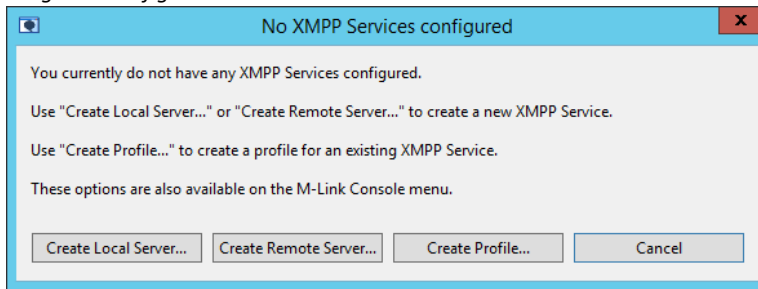 No XMPP Services configured
x
You currently do not have any XMPP Services configured.
Use "Create Local Server..." or "Create Remote Server..." to create a new XMPP Service.
Use "Create Profile..." to create a profile for an existing XMPP Service.
These options are also available on the M-Link Console menu.
Create Local Server... Create Remote Server... Create Profile... Cancel